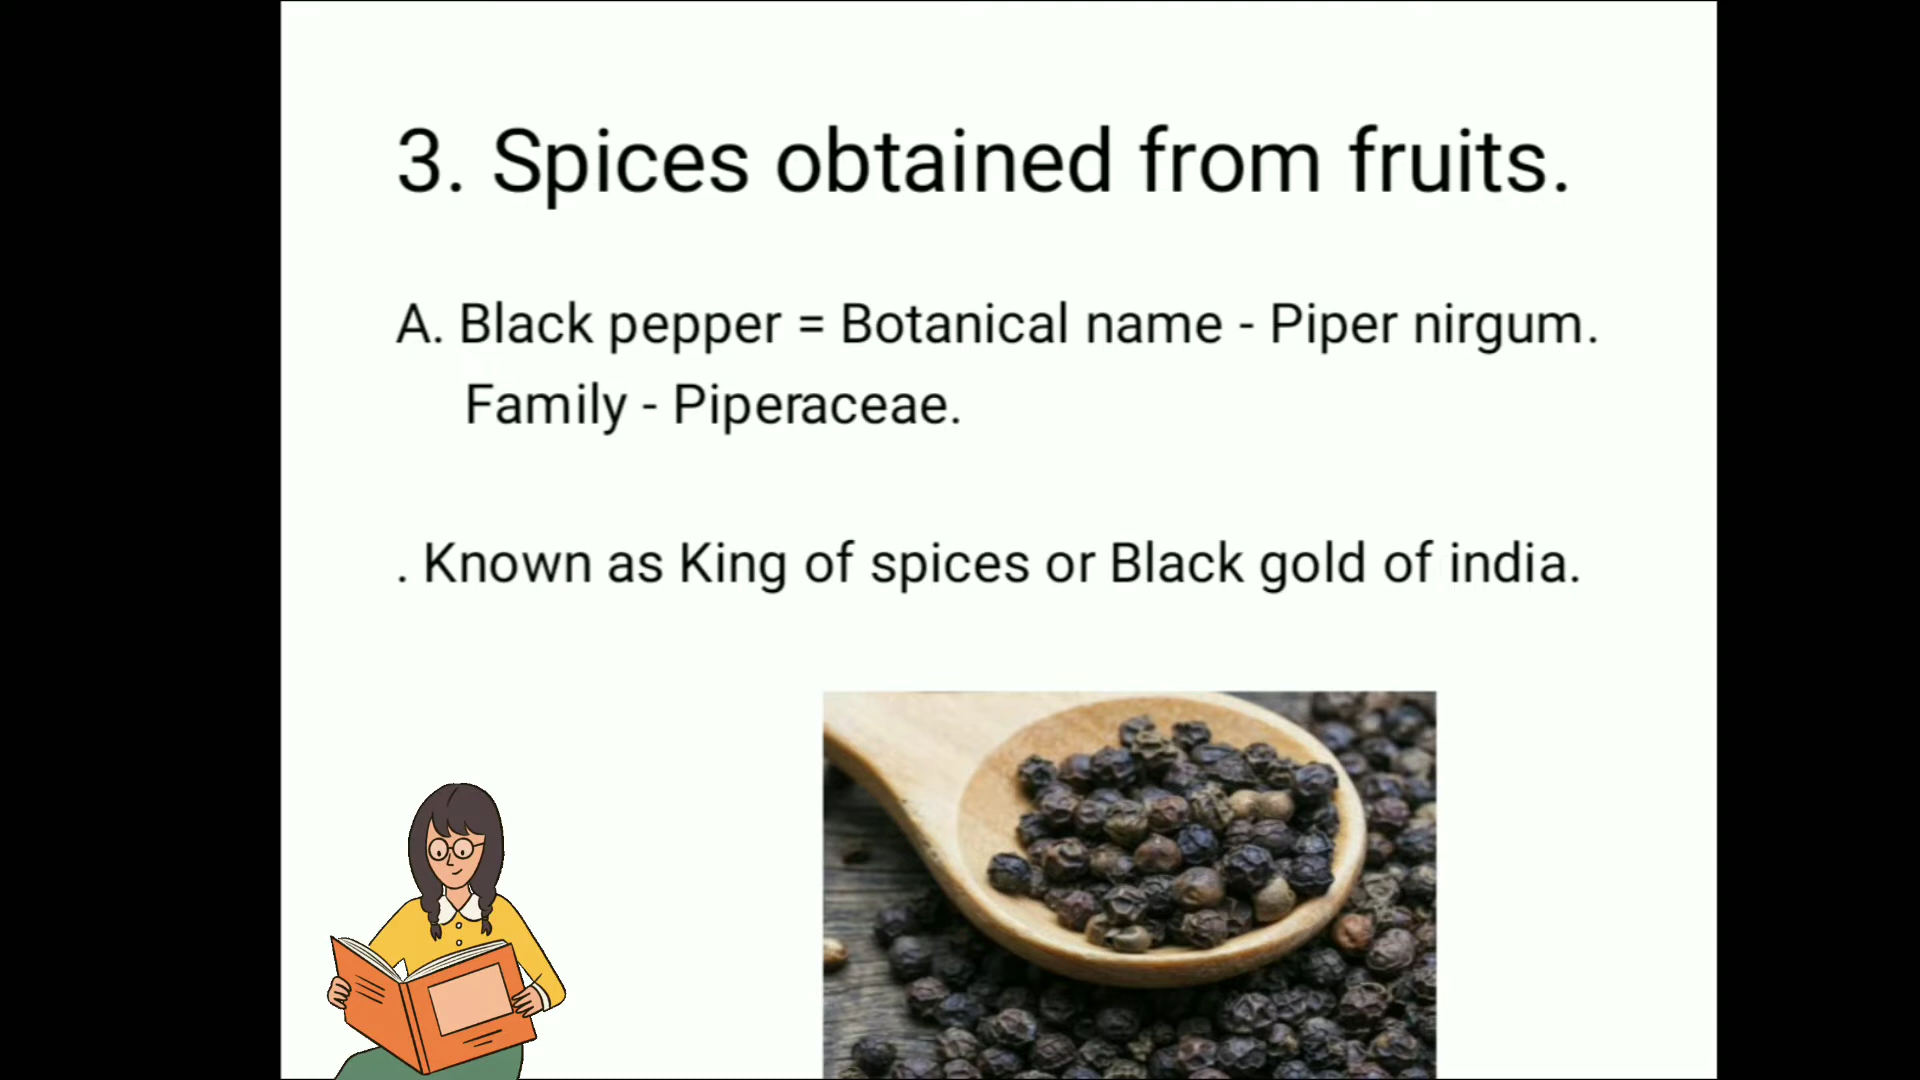 3. Spices obtained from fruits.
A. Black pepper = Botanical name - Piper nirgum.
Family - Piperaceae.
. Known as King of spices or Black gold of india.